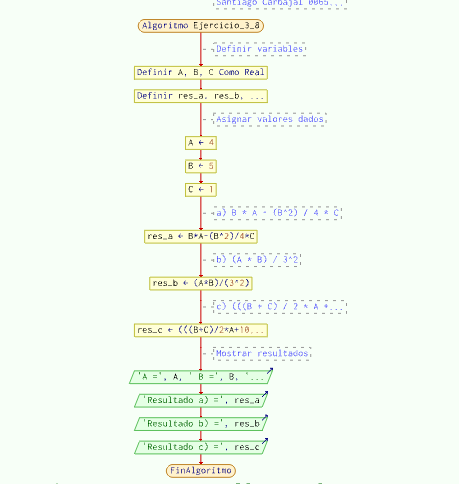 Santiago Carbajal 0065...
Algoritmo Ejercicio_3_8
Definir variables
Definir A, B, C Como Real
Definir res_a, res_b, ...
Asignar valores dados,
A ← 4
B ← 5
C ← 1
a) B * A - (B^2) / 4 * C
res_a ← B*A-(B^2)/4*C
b) (A * B) / 3^2
res_b ← (A*B)/(3^2)
c) (((B + C) / 2 * A +...
res_c ← (((B+C)/2*A+10...
Mostrar resultados,
'A =', A, ' B =', B, '...
'Resultado a) =', res_a
'Resultado b) =', res_b
'Resultado c) =', res_c
FinAlgoritmo